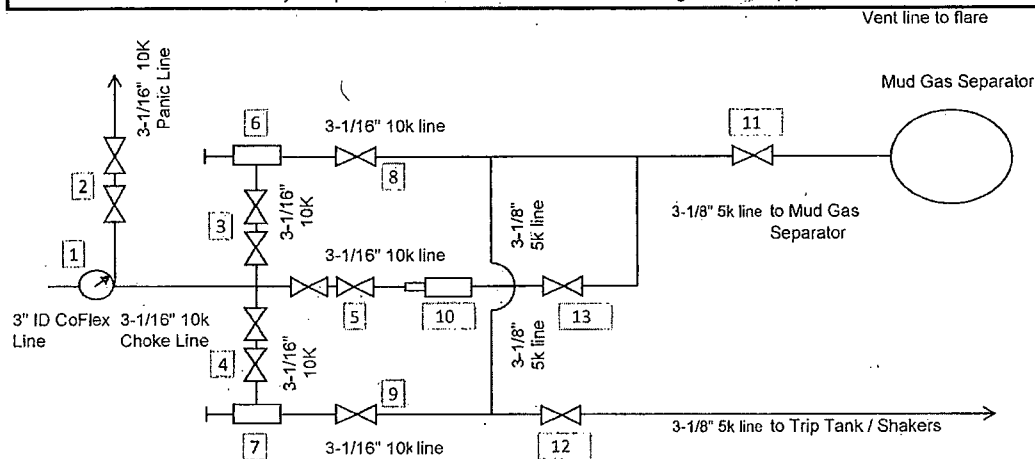 Vent line to flare
Mud Gas Separator
3-1/16" 10K
Panic Line
6
3-1/16" 10k line
11
2
8
3
3-1/16"
10K
3-1/8"
5k line
3-1/8" 5k line to Mud Gas
Separator
1
3-1/16" 10k line
5
10
13
3" ID CoFlex
Line
3-1/16" 10k
Choke Line
4
3-1/16"
10K
3-1/8"
5k line
9
7
3-1/16" 10k line
12
3-1/8" 5k line to Trip Tank / Shakers